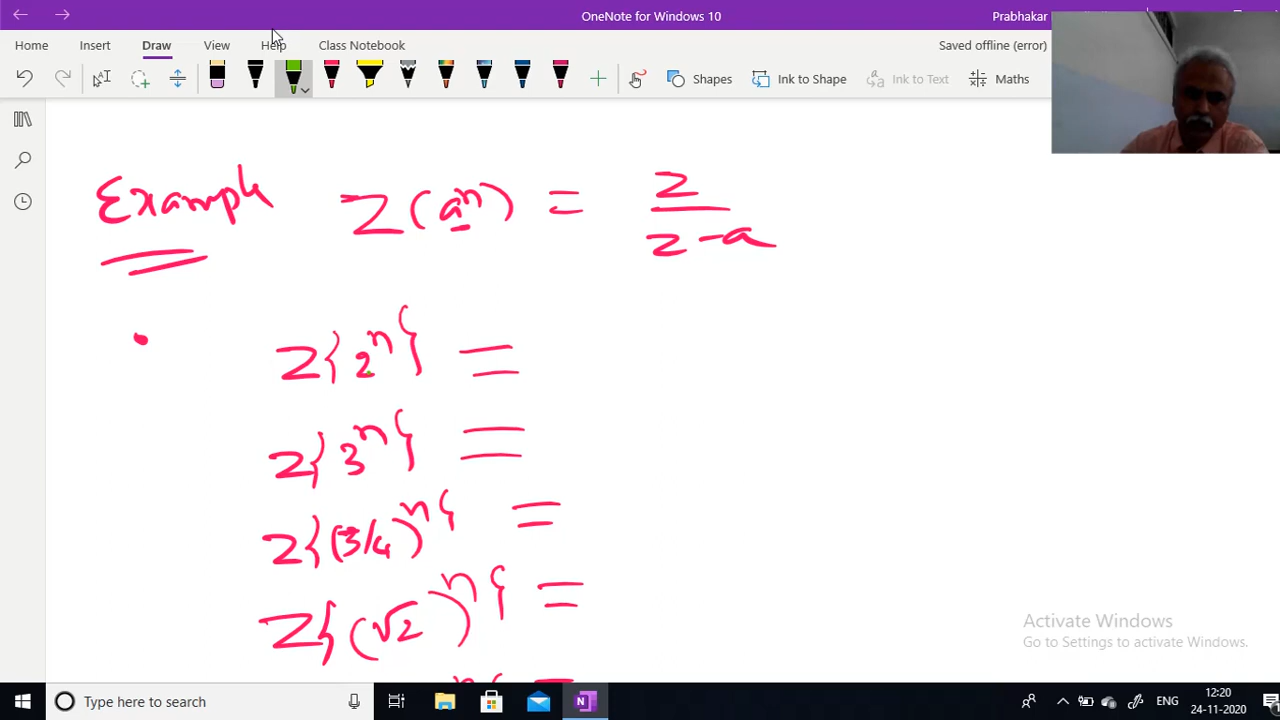 OneNote for Windows 10
Prabhakar
Home Insert Draw View Help Class Notebook
Saved offline (error)
Shapes Ink to Shape Ink to Text Maths
Example Z(aⁿ) = z/(z-a)
Z{2ⁿ} =
Z{3ⁿ} =
Z{(3/4)ⁿ} =
Z{(√2)ⁿ} =
Activate Windows
Go to Settings to activate Windows.
Type here to search
N
ENG
12:20
24-11-2020